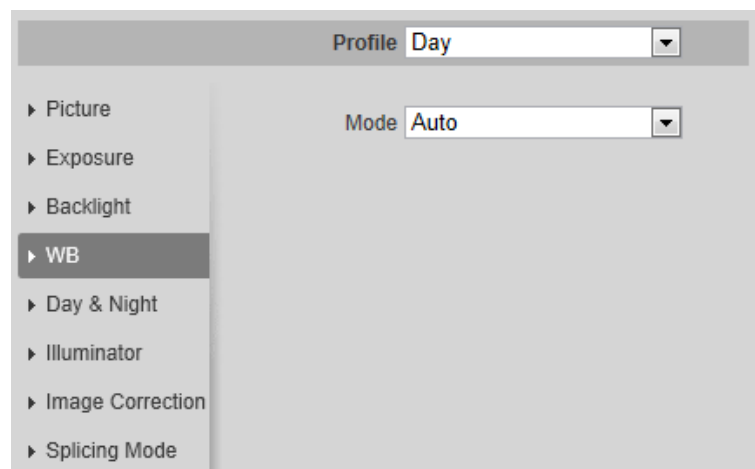 Profile Day
Picture
Mode Auto
Exposure
Backlight
WB
Day & Night
Illuminator
Image Correction
Splicing Mode